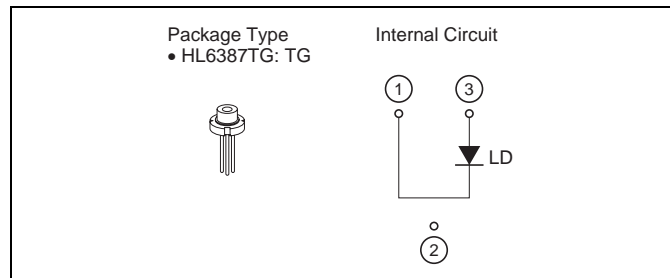 Package Type
• HL6387TG: TG
Internal Circuit
1
3
LD
2